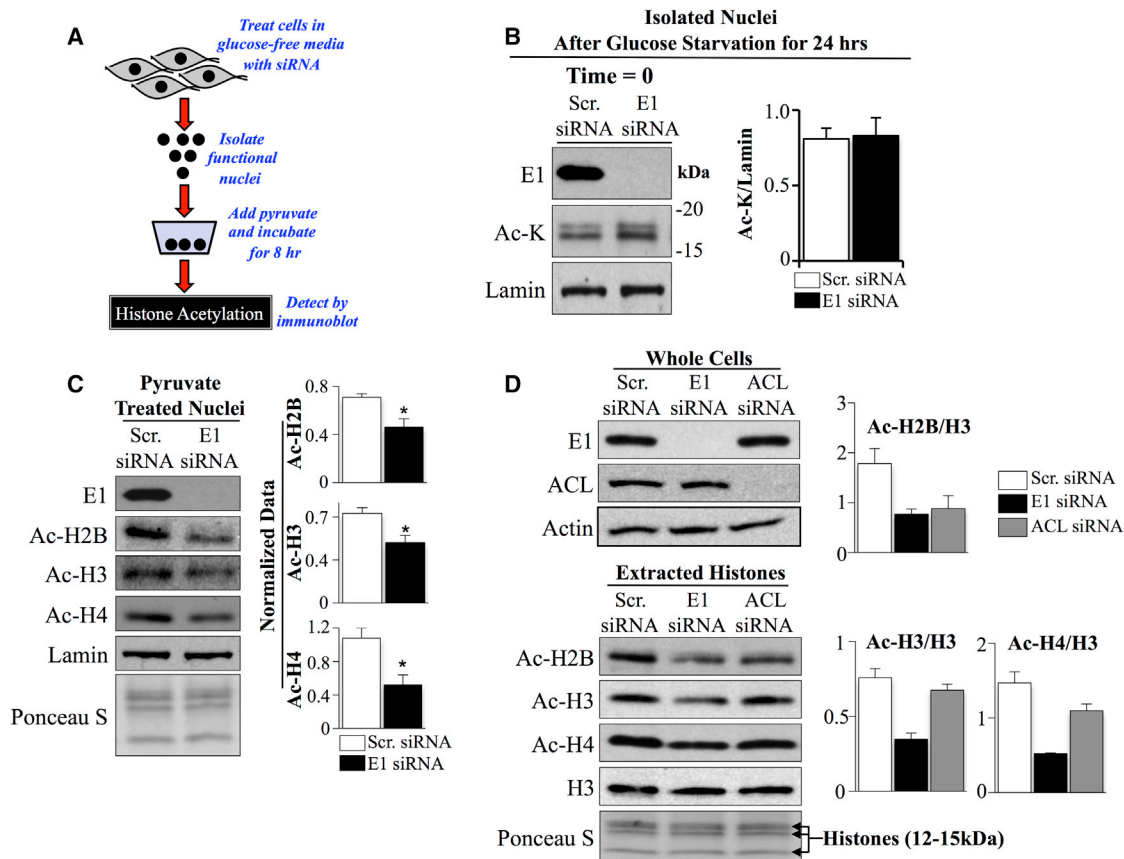 A
Treat cells in
glucose-free media
with siRNA
Isolate
functional
nuclei
Add pyruvate
and incubate
for 8 hr
Histone Acetylation
Detect by
immunoblot
B
Isolated Nuclei
After Glucose Starvation for 24 hrs
Time = 0
Scr. E1
siRNA siRNA
E1
kDa
-20
Ac-K
-15
Lamin
Ac-K/Lamin
1.0
0.5
0
Scr. siRNA
E1 siRNA
C
Pyruvate
Treated Nuclei
Scr. E1
siRNA siRNA
E1
Ac-H2B
Ac-H3
Ac-H4
Lamin
Ponceau S
Normalized Data
Ac-H2B
0.8
0.4
0
*
Ac-H3
0.7
0.4
0
*
Ac-H4
1.2
0.8
0.4
0
*
Scr. siRNA
E1 siRNA
D
Whole Cells
Scr. E1 ACL
siRNA siRNA siRNA
E1
ACL
Actin
Extracted Histones
Scr. E1 ACL
siRNA siRNA siRNA
Ac-H2B
Ac-H3
Ac-H4
H3
Ponceau S
Histones (12-15kDa)
Ac-H2B/H3
3
2
1
0
Scr. siRNA
E1 siRNA
ACL siRNA
Ac-H3/H3
1
0.5
0
Ac-H4/H3
2
1
0